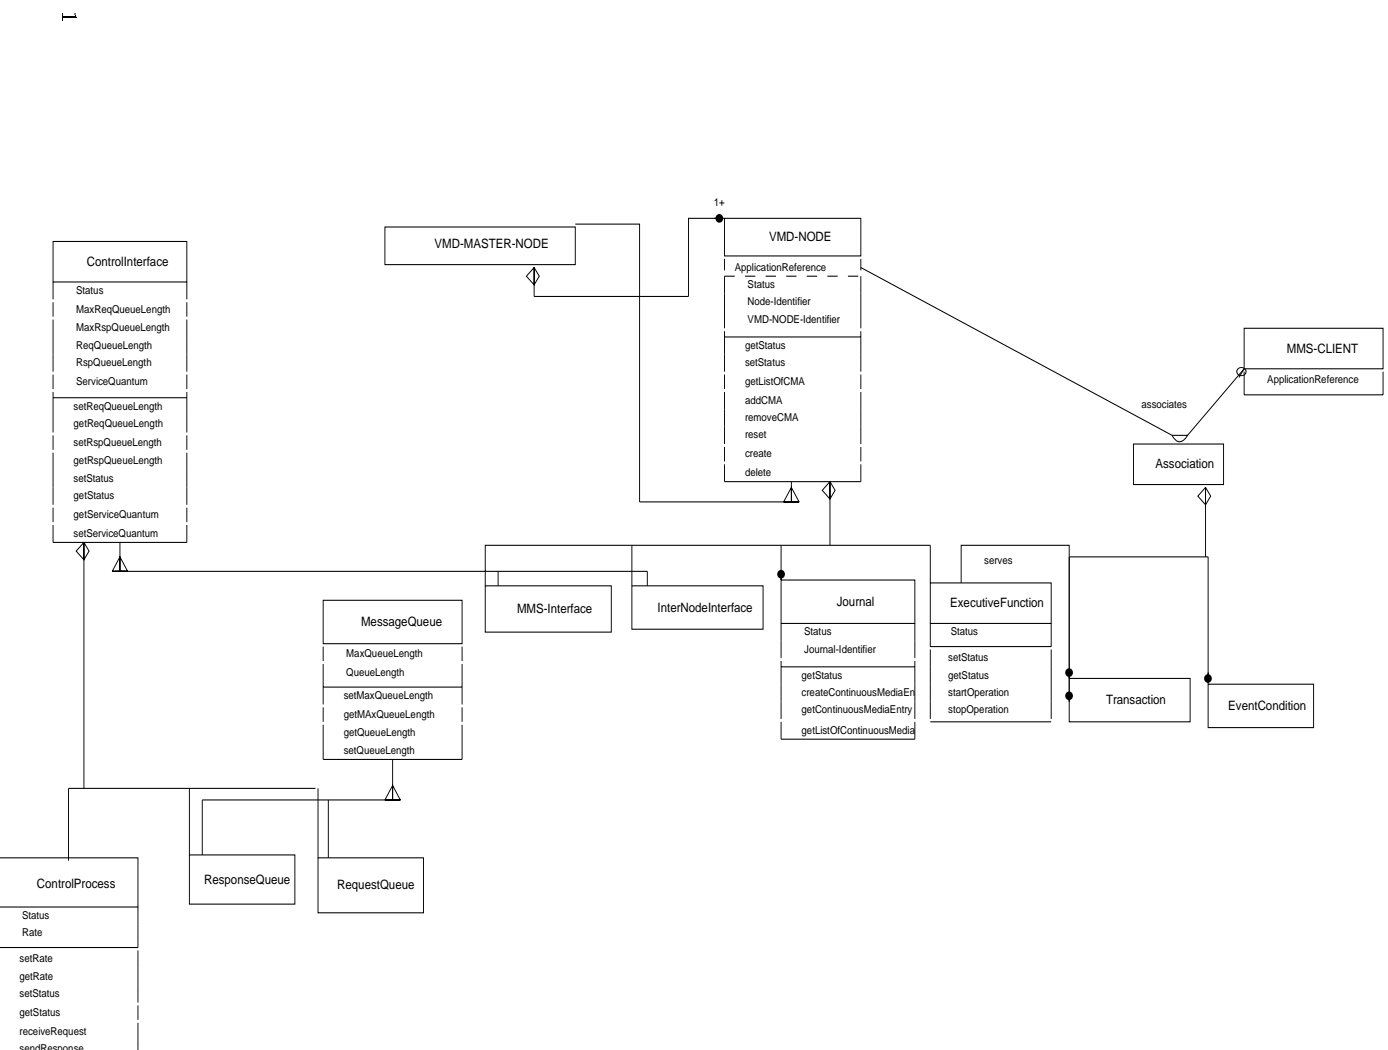 1
1+
VMD-MASTER-NODE
VMD-NODE
ApplicationReference
Status
Node-Identifier
VMD-NODE-Identifier
getStatus
setStatus
getListOfCMA
addCMA
removeCMA
reset
create
delete
ControlInterface
Status
MaxReqQueueLength
MaxRspQueueLength
ReqQueueLength
RspQueueLength
ServiceQuantum
setReqQueueLength
getReqQueueLength
setRspQueueLength
getRspQueueLength
setStatus
getStatus
getServiceQuantum
setServiceQuantum
MMS-CLIENT
ApplicationReference
associates
Association
serves
MMS-Interface
InterNodeInterface
Journal
Status
Journal-Identifier
getStatus
createContinuousMediaEn
getContinuousMediaEntry
getListOfContinuousMedia
ExecutiveFunction
Status
setStatus
getStatus
startOperation
stopOperation
Transaction
EventCondition
MessageQueue
MaxQueueLength
QueueLength
setMaxQueueLength
getMAxQueueLength
getQueueLength
setQueueLength
ResponseQueue
RequestQueue
ControlProcess
Status
Rate
setRate
getRate
setStatus
getStatus
receiveRequest
sendResponse